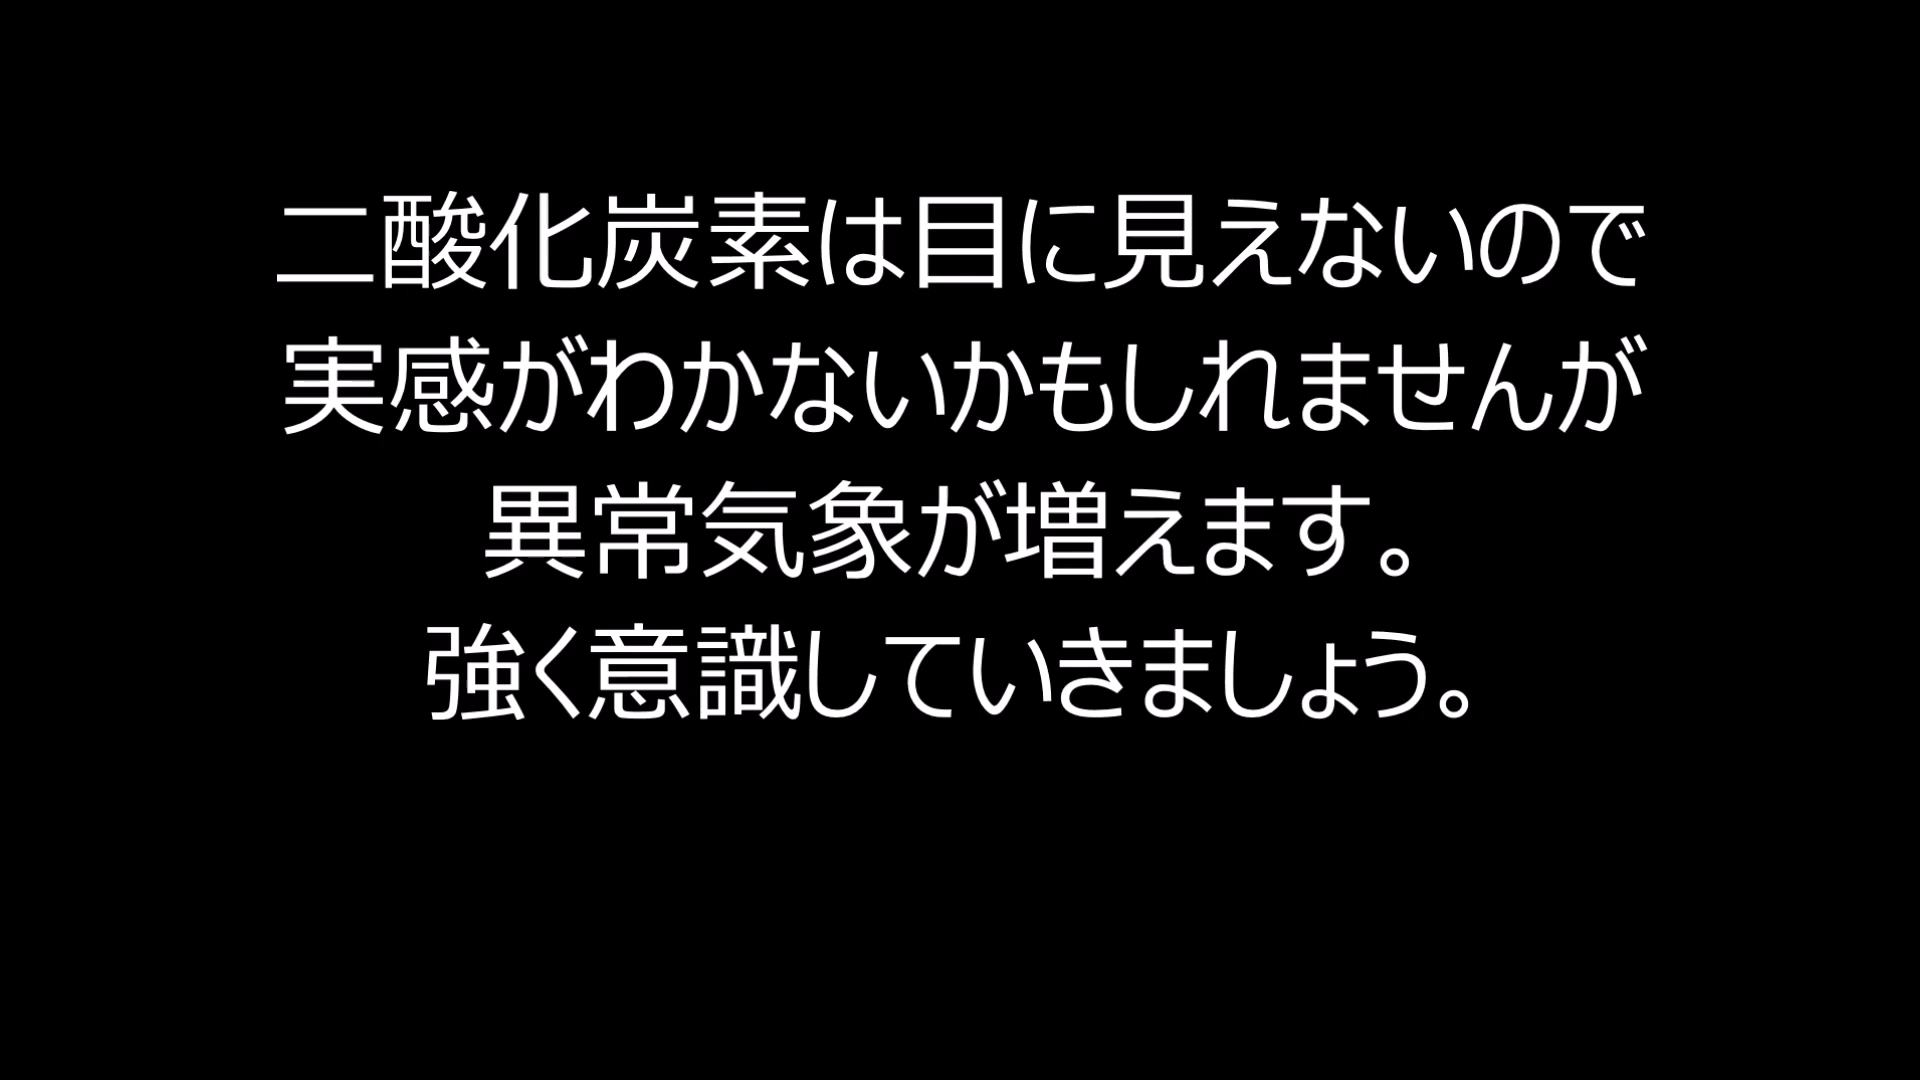 二酸化炭素は目に見えないので
実感がわかないかもしれませんが
異常気象が増えます。
強く意識していきましょう。